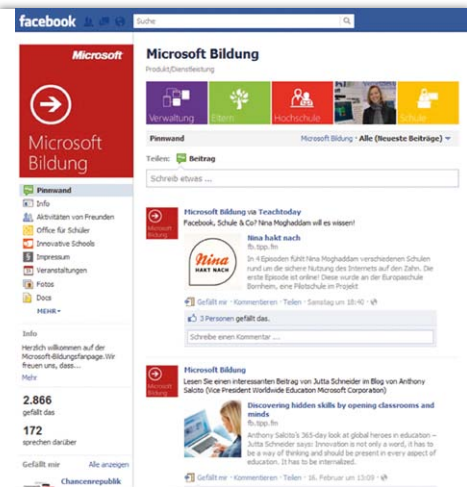 facebook
Suche
Microsoft
Microsoft
Bildung
Pinnwand
Info
Aktivitäten von Freunden
Office für Schüler
Innovative Schools
Impressum
Veranstaltungen
Fotos
Docs
MEHR
Info
Herzlich willkommen auf der
Microsoft-Bildungsfanpage. Wir
freuen uns, dass...
Mehr
2.866
gefällt das
172
sprechen darüber
Gefällt mir Alle anzeigen
Chancenrepublik
Microsoft Bildung
Produkt/Dienstleistung
Verwaltung Eltern Hochschule Schule
Pinnwand Microsoft Bildung · Alle (Neueste Beiträge)
Teilen: Beitrag
Schreib etwas ...
Microsoft Bildung
Microsoft Bildung via Teachtoday
Facebook, Schule & Co? Nina Moghaddam will es wissen!
Nina
HAKT NACH
Nina hakt nach
fb.tipp.fm
In 4 Episoden fühlt Nina Moghaddam verschiedenen Schulen
rund um die sichere Nutzung des Internets auf den Zahn. Die
erste Episode ist online! Diese wurde an der Europaschule
Bornheim, eine Pilotschule im Projekt
Gefällt mir · Kommentieren · Teilen · Samstag um 18:40
3 Personen gefällt das.
Schreibe einen Kommentar ...
Microsoft Bildung
Microsoft Bildung
Lesen Sie einen interessanten Beitrag von Jutta Schneider im Blog von Anthony
Salcito (Vice President Worldwide Education Microsoft Corporation)
Discovering hidden skills by opening classrooms and
minds
fb.tipp.fm
Anthony Salcito's 365-day look at global heroes in education –
Jutta Schneider says: Innovation is not only a word, it has to
be a way of thinking and should be present in every aspect of
education. It has to be internalized.
Gefällt mir · Kommentieren · Teilen · 16. Februar um 13:09